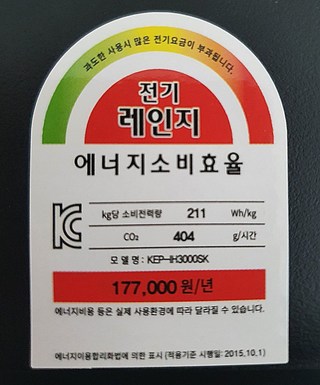 과도한 사용시 많은 전기요금이 부과됩니다.
전기
레인지
에너지소비효율
kg당 소비전력량 211 Wh/kg
CO₂ 404 g/시간
모 델 명 : KEP-IH3000SK
177,000 원/년
에너지비용 등은 실제 사용환경에 따라 달라질 수 있습니다.
에너지이용합리화법에 의한 표시 (적용기준 시행일: 2015.10.1)